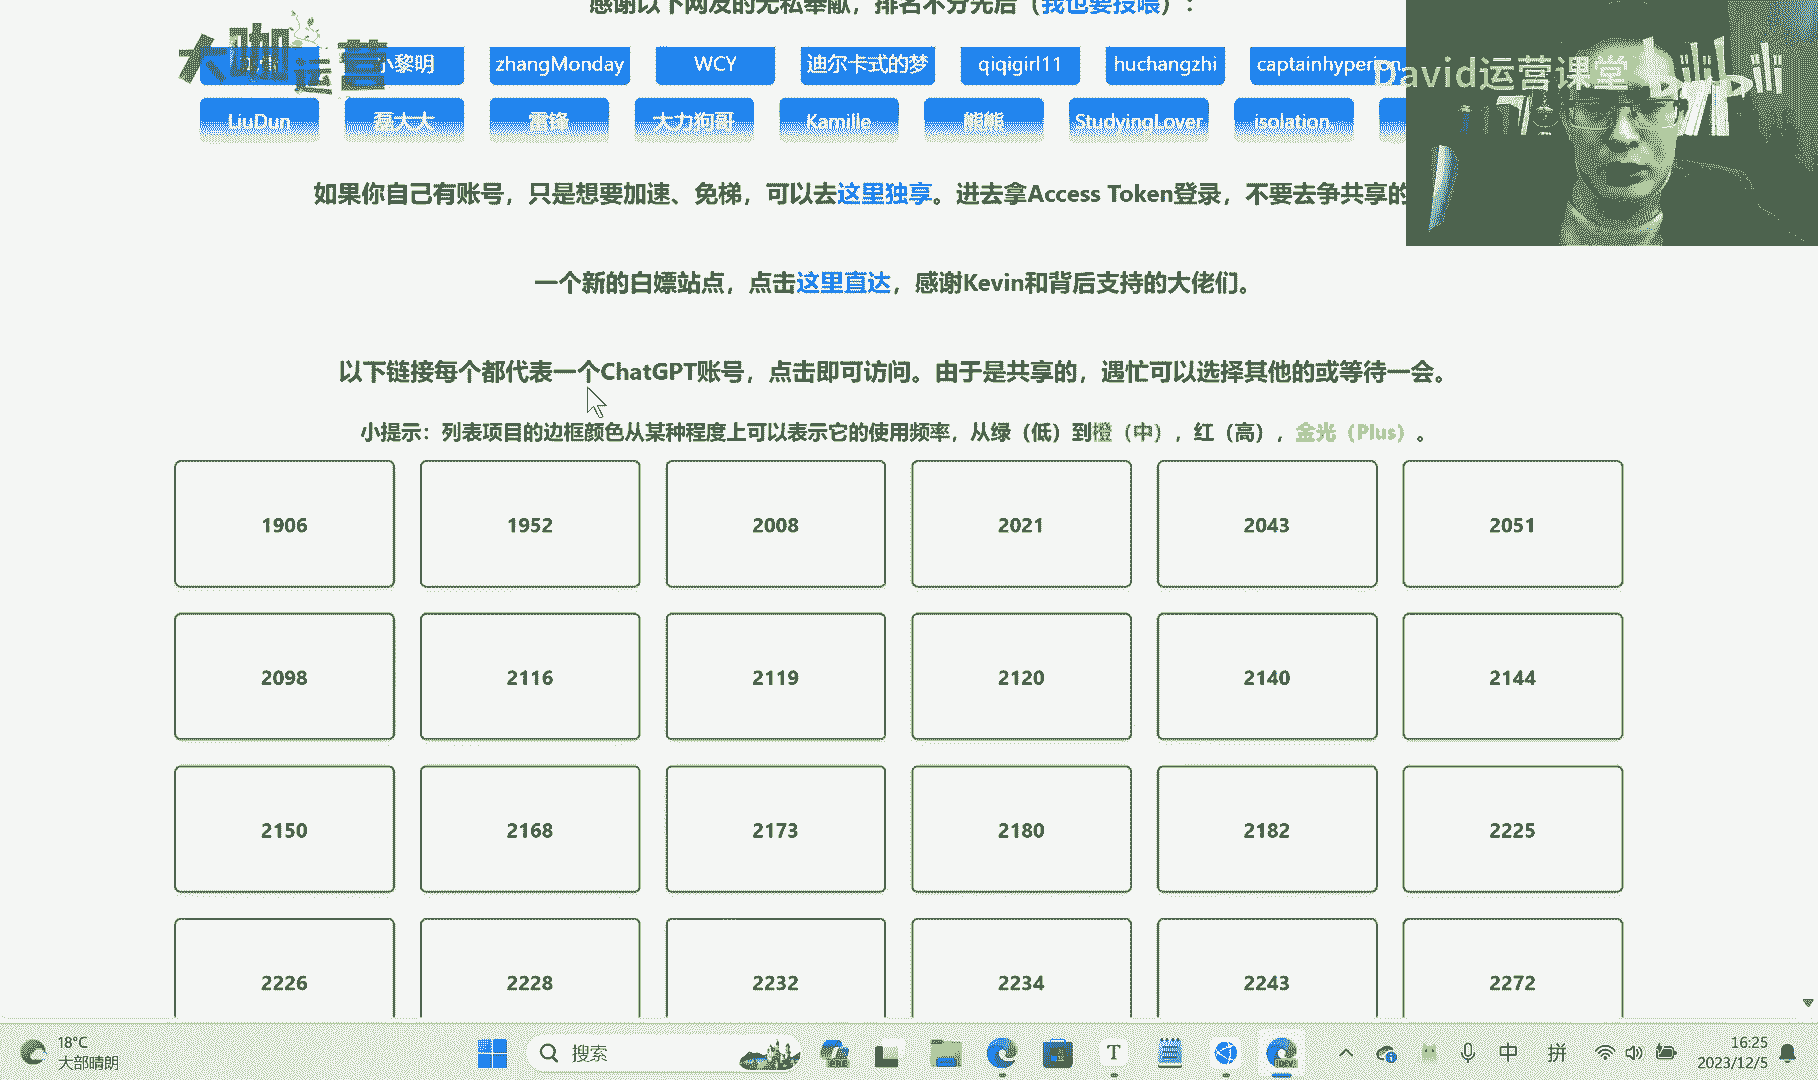 感谢以下网友的无私奉献，排名不分先后（我也要投喂）：
大咖运营
小黎明
zhangMonday
WCY
迪尔卡式的梦
qiqigirl11
huchangzhi
captainhyperion
David运营课堂
bilibili
LiuDun
磊大大
雷锋
大力狗哥
Kamille
熊熊
StudyingLover
isolation
如果你自己有账号，只是想要加速、免梯，可以去这里独享。进去拿Access Token登录，不要去争共享的
一个新的白嫖站点，点击这里直达，感谢Kevin和背后支持的大佬们。
以下链接每个都代表一个ChatGPT账号，点击即可访问。由于是共享的，遇忙可以选择其他的或等待一会。
小提示：列表项目的边框颜色从某种程度上可以表示它的使用频率，从绿（低）到橙（中），红（高），金光（Plus）。
1906 1952 2008 2021 2043 2051
2098 2116 2119 2120 2140 2144
2150 2168 2173 2180 2182 2225
2226 2228 2232 2234 2243 2272
18°C
大部晴朗
搜索
中
拼
16:25
2023/12/5